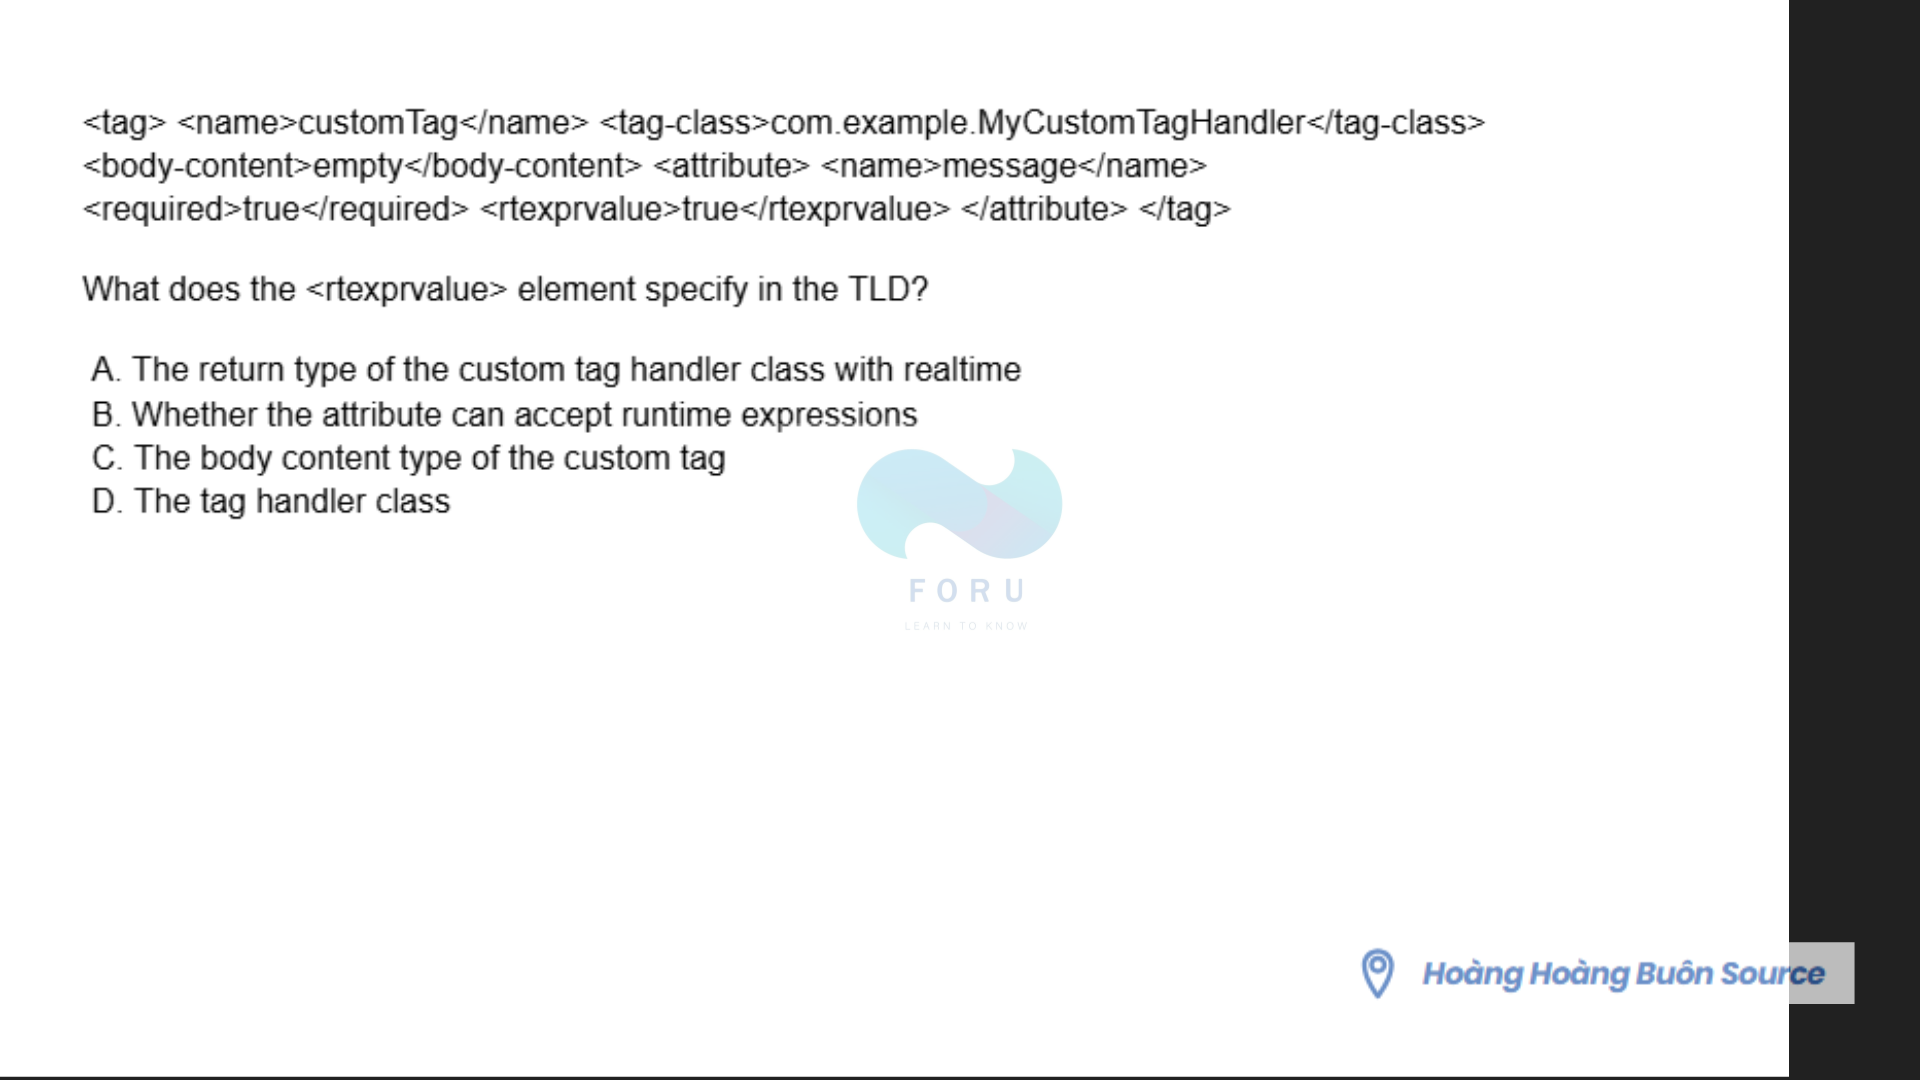 <tag> <name>customTag</name> <tag-class>com.example.MyCustomTagHandler</tag-class>
<body-content>empty</body-content> <attribute> <name>message</name>
<required>true</required> <rtexprvalue>true</rtexprvalue> </attribute> </tag>
What does the <rtexprvalue> element specify in the TLD?
A. The return type of the custom tag handler class with realtime
B. Whether the attribute can accept runtime expressions
C. The body content type of the custom tag
D. The tag handler class
FORU
LEARN TO KNOW
Hoàng Hoàng Buôn Source